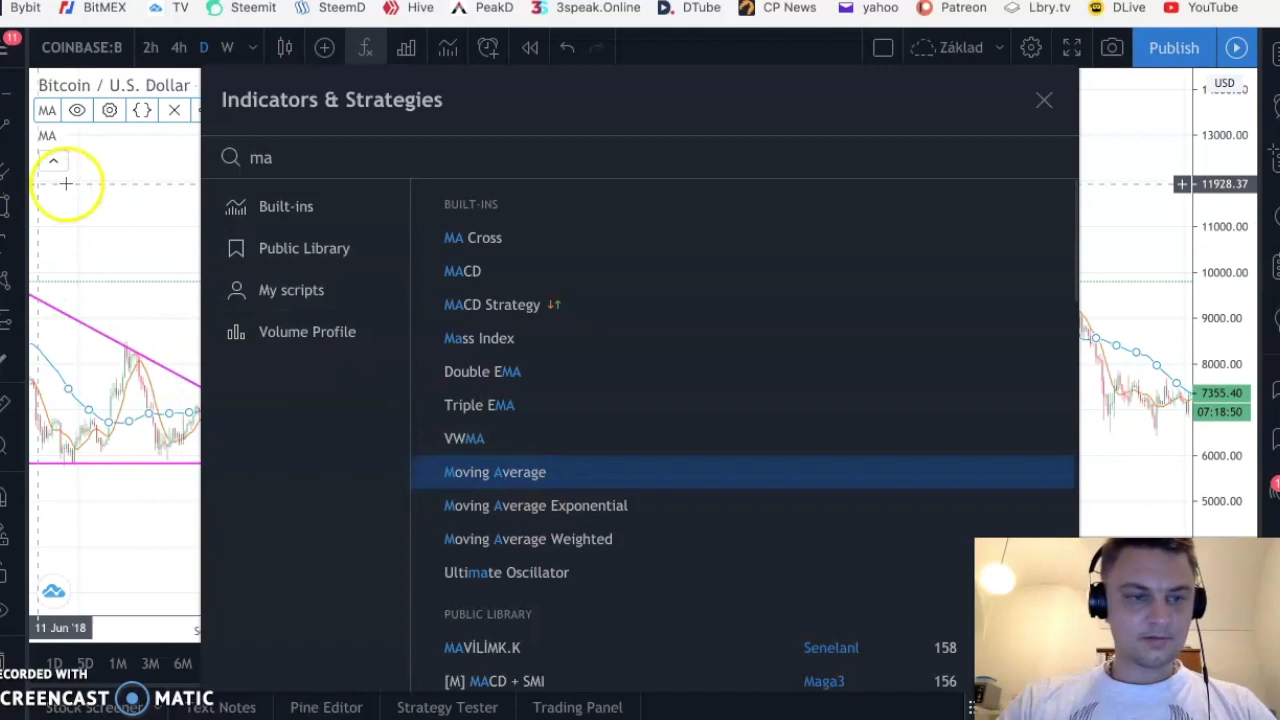 Bybit BitMEX TV Steemit SteemD Hive PeakD 3speak.Online DTube CP News yahoo Patreon Lbry.tv DLive YouTube
11
COINBASE:B 2h 4h D W Základ Publish
Bitcoin / U.S. Dollar
USD
MA
MA
Indicators & Strategies
ma
Built-ins
Public Library
My scripts
Volume Profile
BUILT-INS
MA Cross
MACD
MACD Strategy
Mass Index
Double EMA
Triple EMA
VWMA
Moving Average
Moving Average Exponential
Moving Average Weighted
Ultimate Oscillator
PUBLIC LIBRARY
MAVİLİMK.K Senelanl 158
[M] MACD + SMI Maga3 156
13000.00
11928.37
11000.00
10000.00
9000.00
8000.00
7355.40
07:18:50
6000.00
5000.00
11 Jun '18
1D 5D 1M 3M 6M
RECORDED WITH
SCREENCAST MATIC
Stock Screener Text Notes Pine Editor Strategy Tester Trading Panel